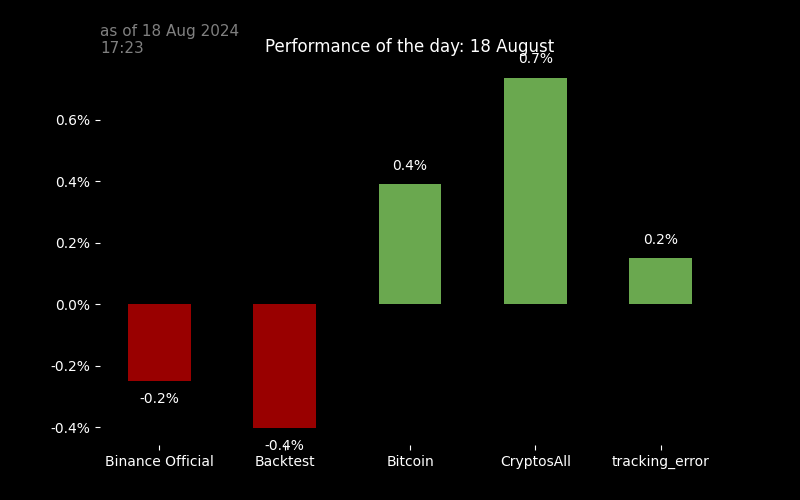 as of 18 Aug 2024
17:23
Performance of the day: 18 August
0.7%
0.6%
0.4%
0.4%
0.2%
0.2%
0.0%
-0.2%
-0.2%
-0.4%
-0.4%
Binance Official
Backtest
Bitcoin
CryptosAll
tracking_error